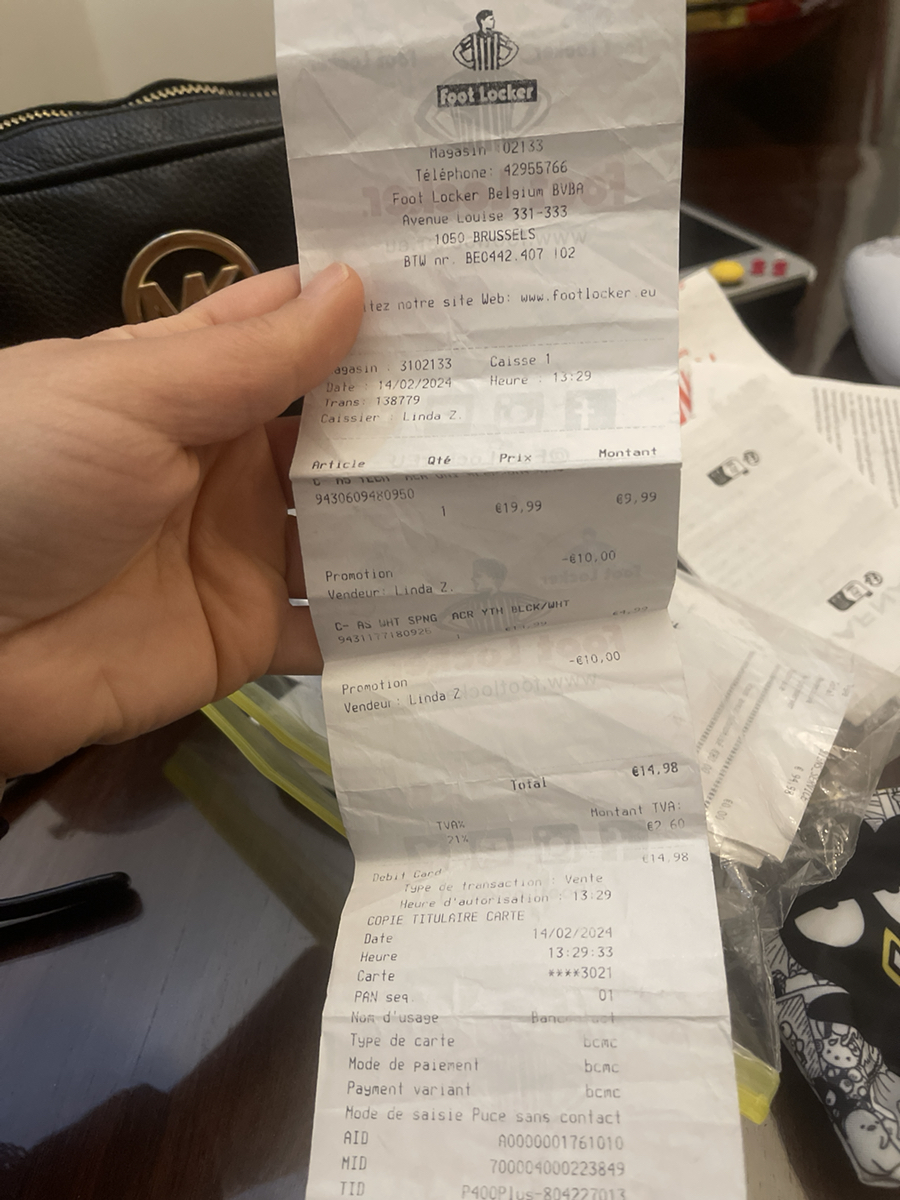 Foot Locker
Magasin 02133
Téléphone: 42955766
Foot Locker Belgium BVBA
Avenue Louise 331-333
1050 BRUSSELS
BTW nr. BE0442.407 102
itez notre site Web: www.footlocker.eu
agasin : 3102133 Caisse 1
Date : 14/02/2024 Heure : 13:29
Trans: 138779
Caissier : Linda Z.
Article Qté Prix Montant
9430609480950
1 €19,99 €9,99
Promotion -€10,00
Vendeur: Linda Z.
C- AS WHT SPNG ACR YTH BLCK/WHT
1 €4,99
Promotion -€10,00
Vendeur: Linda Z
Total €14,98
TVA% Montant TVA:
21% €2.60
Debit Card €14,98
Type de transaction : Vente
Heure d'autorisation : 13:29
COPIE TITULAIRE CARTE
Date 14/02/2024
Heure 13:29:33
Carte ****3021
PAN seq. 01
Nom d'usage
Type de carte bcmc
Mode de paiement bcmc
Payment variant bcmc
Mode de saisie Puce sans contact
AID A0000001761010
MID 700004000223849
TID P400Plus-804227013